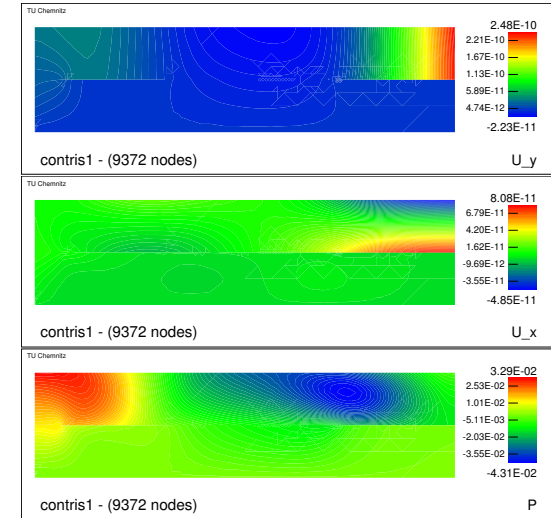 TU Chemnitz
2.48E-10
2.21E-10
1.67E-10
1.13E-10
5.89E-11
4.74E-12
-2.23E-11
contris1 - (9372 nodes) U_y
TU Chemnitz
8.08E-11
6.79E-11
4.20E-11
1.62E-11
-9.69E-12
-3.55E-11
-4.85E-11
contris1 - (9372 nodes) U_x
TU Chemnitz
3.29E-02
2.53E-02
1.01E-02
-5.11E-03
-2.03E-02
-3.55E-02
-4.31E-02
contris1 - (9372 nodes) P